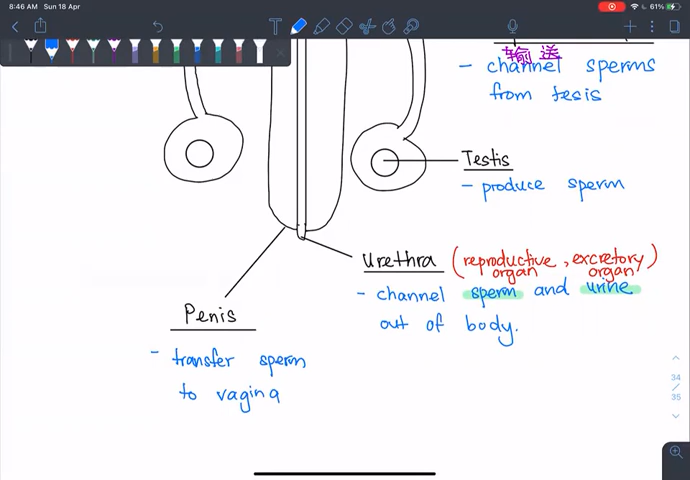 8:46 AM Sun 18 Apr
61%
输送
- channel sperms
from tesis
Testis
- produce sperm
Urethra (reproductive organ, excretory organ)
- channel sperm and urine
out of body.
Penis
- transfer sperm
to vagina
34
/
35